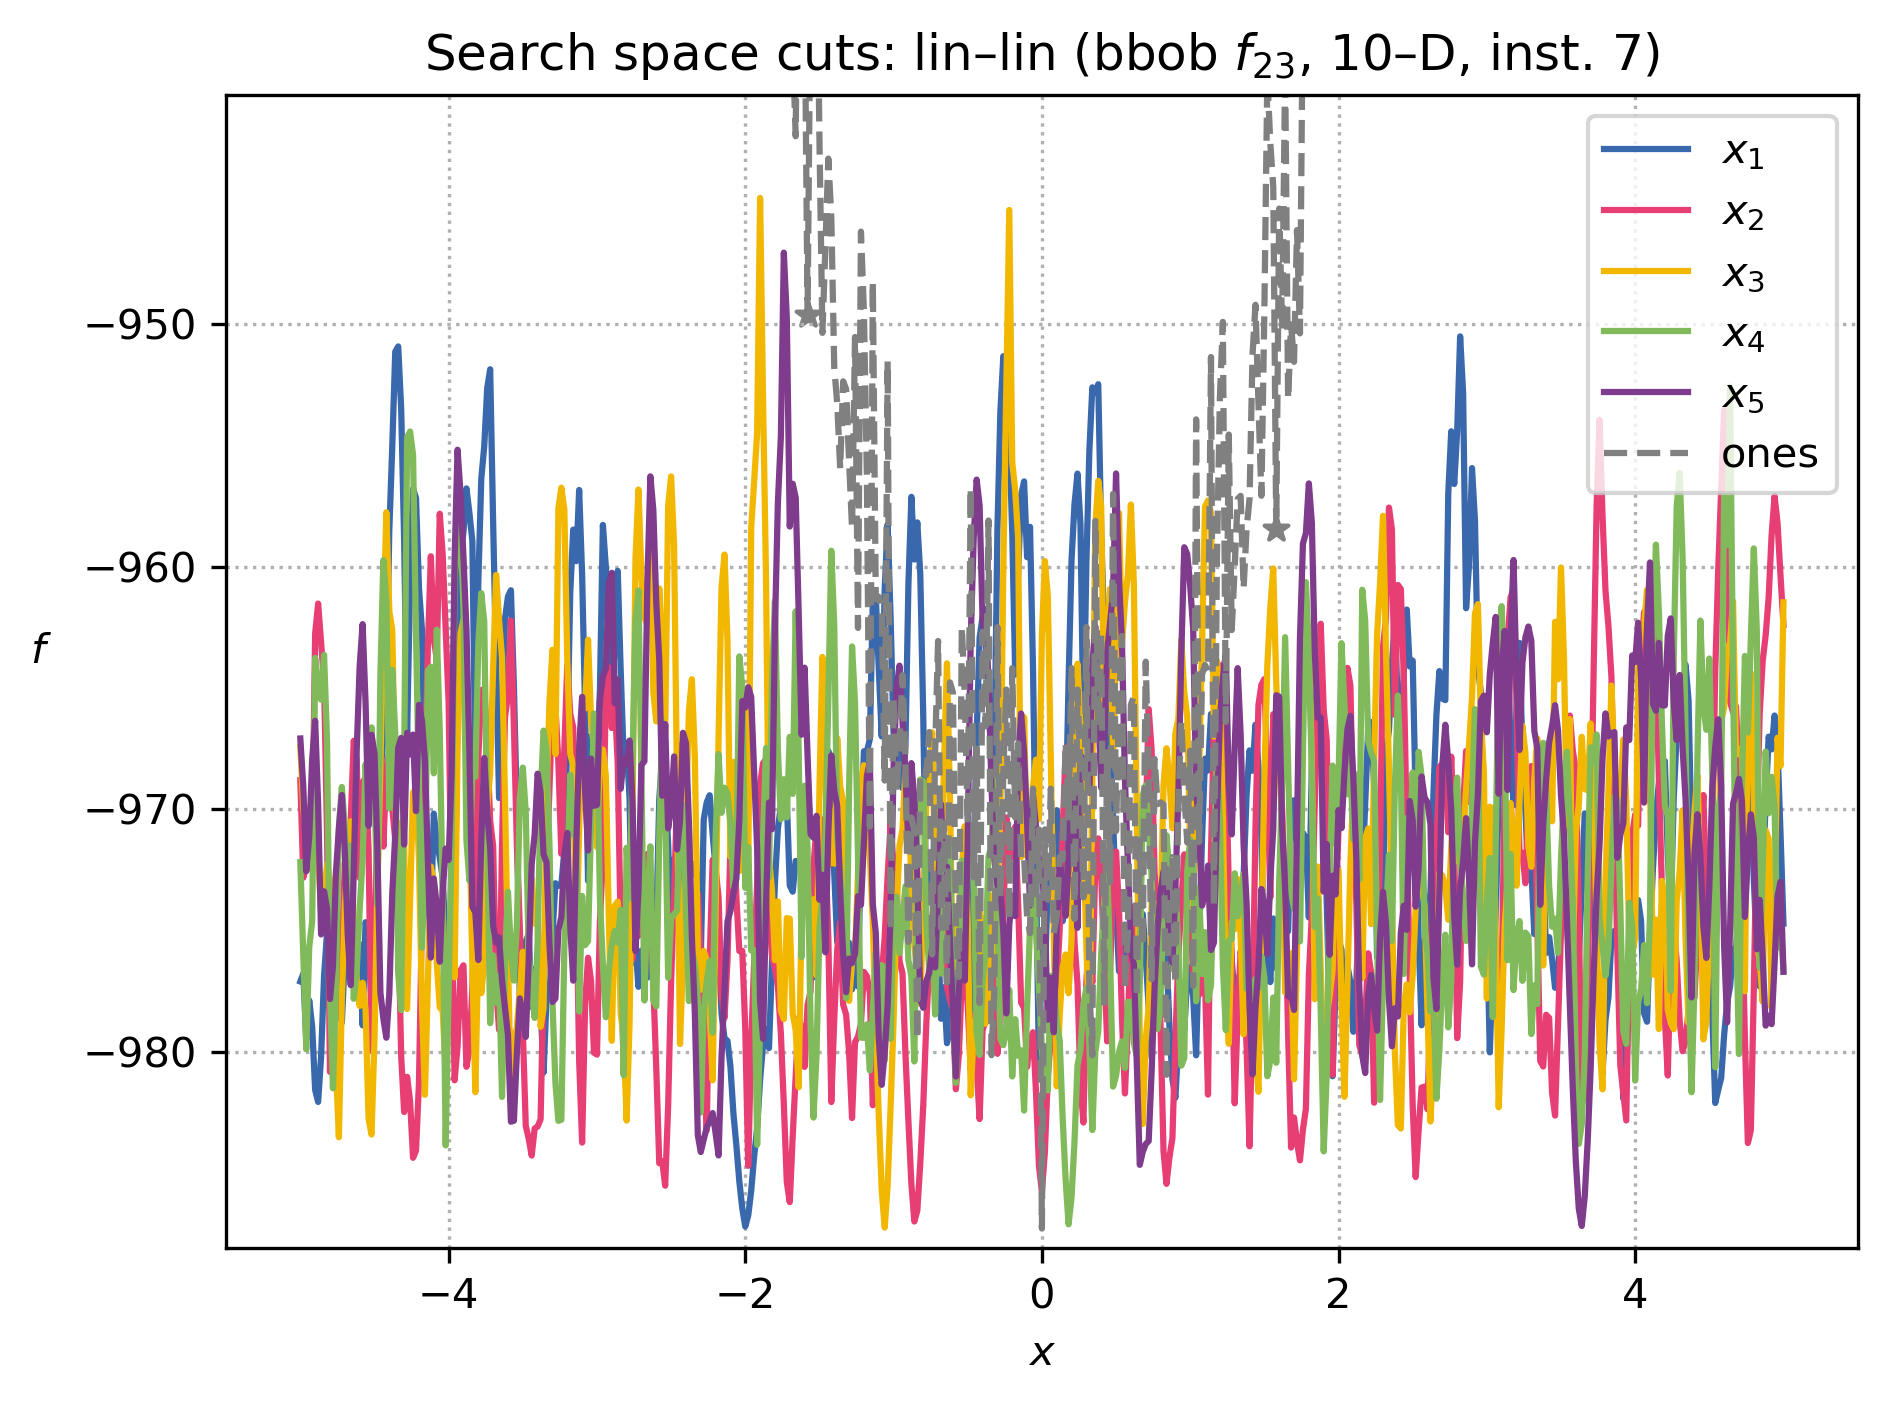 Search space cuts: lin–lin (bbob f₂₃, 10–D, inst. 7)
x₁
x₂
x₃
x₄
x₅
ones
−950
−960
−970
−980
f
−4
−2
0
2
4
x